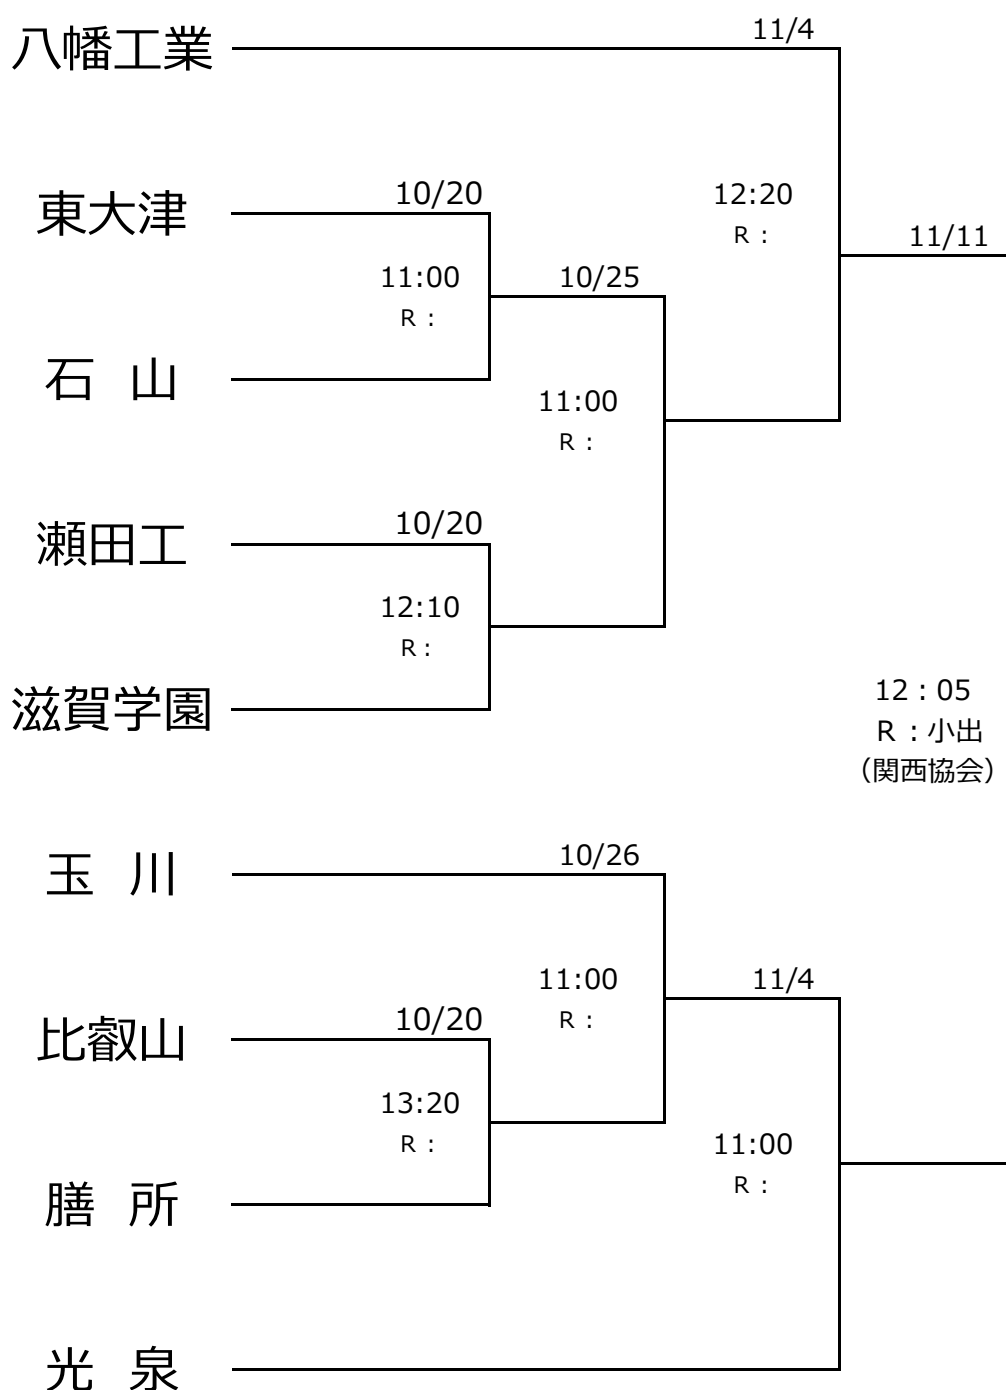 11/4
八幡工業
10/20
12:20
東大津
R：
11/11
11:00
10/25
R：
石 山
11:00
R：
10/20
瀬田工
12:10
R：
滋賀学園
12：05
R：小出
（関西協会）
10/26
玉 川
11:00
11/4
10/20
R：
比叡山
13:20
R：
11:00
R：
膳 所
光 泉